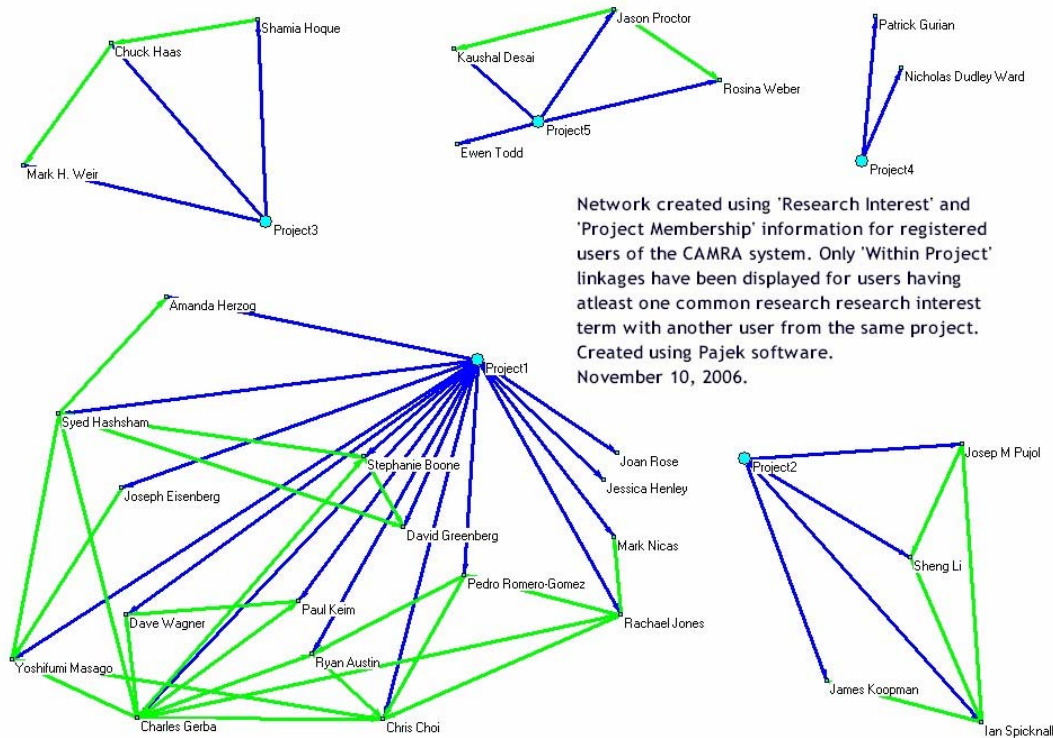 Shamia Hoque
Chuck Haas
Mark H. Weir
Project3
Jason Proctor
Kaushal Desai
Rosina Weber
Project5
Ewen Todd
Patrick Gurian
Nicholas Dudley Ward
Project4
Network created using 'Research Interest' and
'Project Membership' information for registered
users of the CAMRA system. Only 'Within Project'
linkages have been displayed for users having
atleast one common research research interest
term with another user from the same project.
Created using Pajek software.
November 10, 2006.
Amanda Herzog
Project1
Syed Hashsham
Stephanie Boone
Joan Rose
Joseph Eisenberg
Jessica Henley
David Greenberg
Mark Nicas
Pedro Romero-Gomez
Paul Keim
Dave Wagner
Rachael Jones
Ryan Austin
Yoshifumi Masago
Charles Gerba
Chris Choi
Josep M Pujol
Project2
Sheng Li
James Koopman
Ian Spicknall